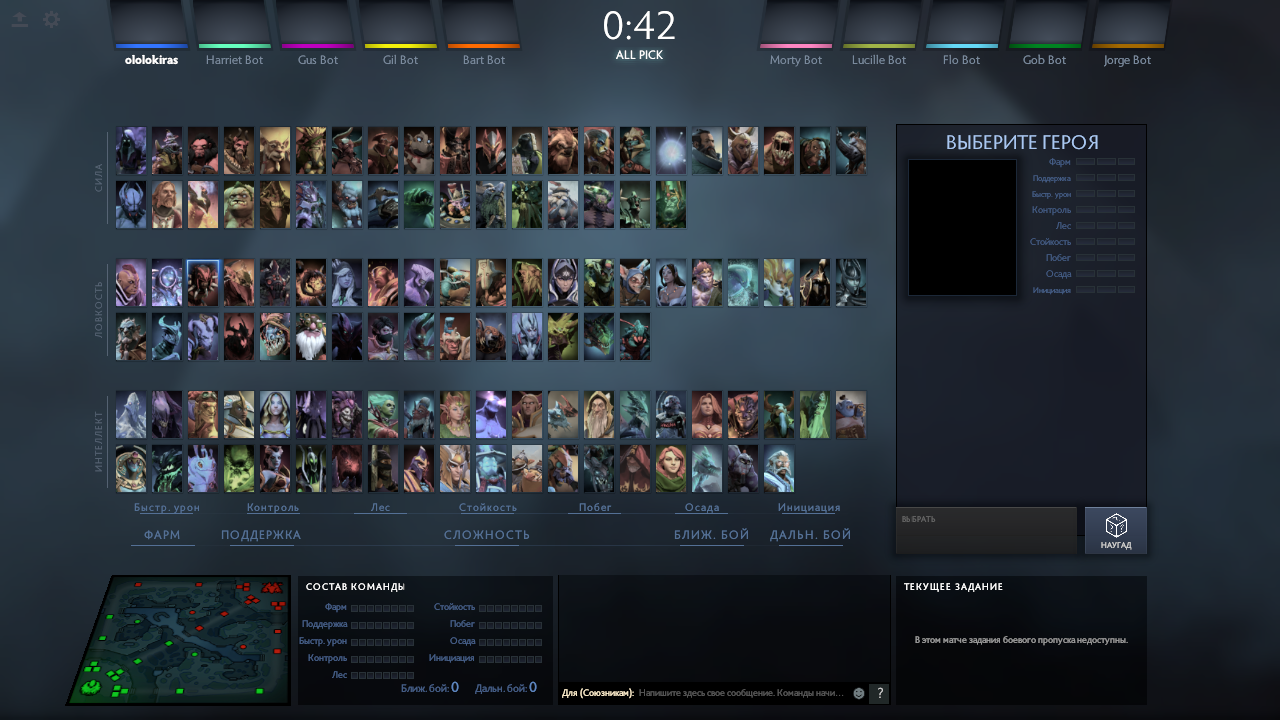 0:42
ALL PICK
ololokiras
Harriet Bot
Gus Bot
Gil Bot
Bart Bot
Morty Bot
Lucille Bot
Flo Bot
Gob Bot
Jorge Bot
СИЛА
ЛОВКОСТЬ
ИНТЕЛЛЕКТ
ВЫБЕРИТЕ ГЕРОЯ
Фарм
Поддержка
Быстр. урон
Контроль
Лес
Стойкость
Побег
Осада
Инициация
Быстр. урон
Контроль
Лес
Стойкость
Побег
Осада
Инициация
ФАРМ
ПОДДЕРЖКА
СЛОЖНОСТЬ
БЛИЖ. БОЙ
ДАЛЬН. БОЙ
ВЫБРАТЬ
НАУГАД
СОСТАВ КОМАНДЫ
Фарм
Поддержка
Быстр. урон
Контроль
Лес
Стойкость
Побег
Осада
Инициация
Ближ. бой: 0
Дальн. бой: 0
Для (Союзникам): Напишите здесь свое сообщение. Команды начи...
?
ТЕКУЩЕЕ ЗАДАНИЕ
В этом матче задания боевого пропуска недоступны.